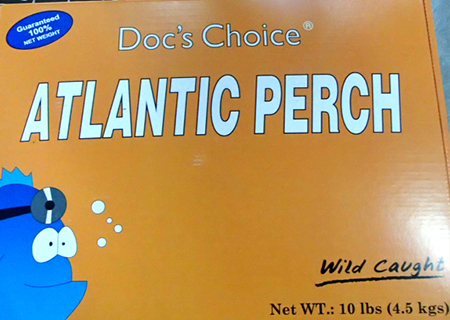 Guaranteed
100%
NET WEIGHT
Doc's Choice®
ATLANTIC PERCH
Wild Caught
Net WT.: 10 lbs (4.5 kgs)